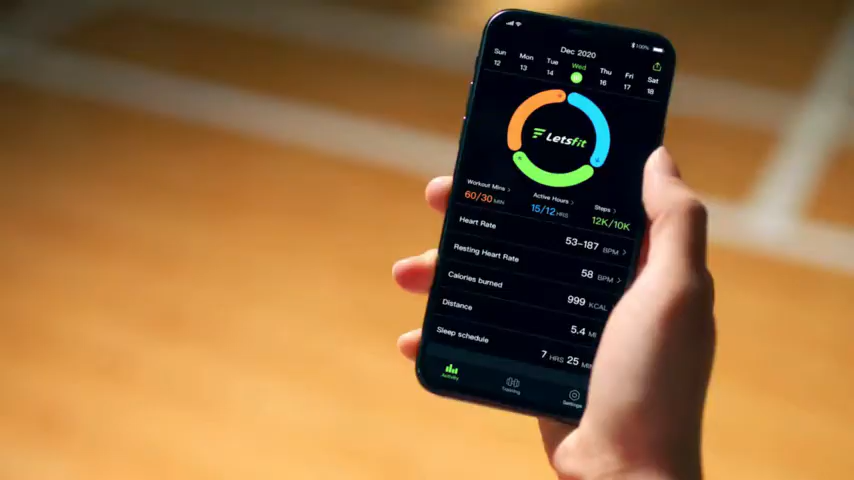 100%
Dec 2020
Sun Mon Tue Wed Thu Fri Sat
12 13 14 16 17 18
Letsfit
Workout Mins > Active Hours > Steps >
60/30 MIN 15/12 HRS 12K/10K
Heart Rate 53-187 BPM >
Resting Heart Rate 58 BPM >
Calories burned 999 KCAL
Distance 5.4 MI
Sleep schedule 7 HRS 25 MIN
Activity Training Settings